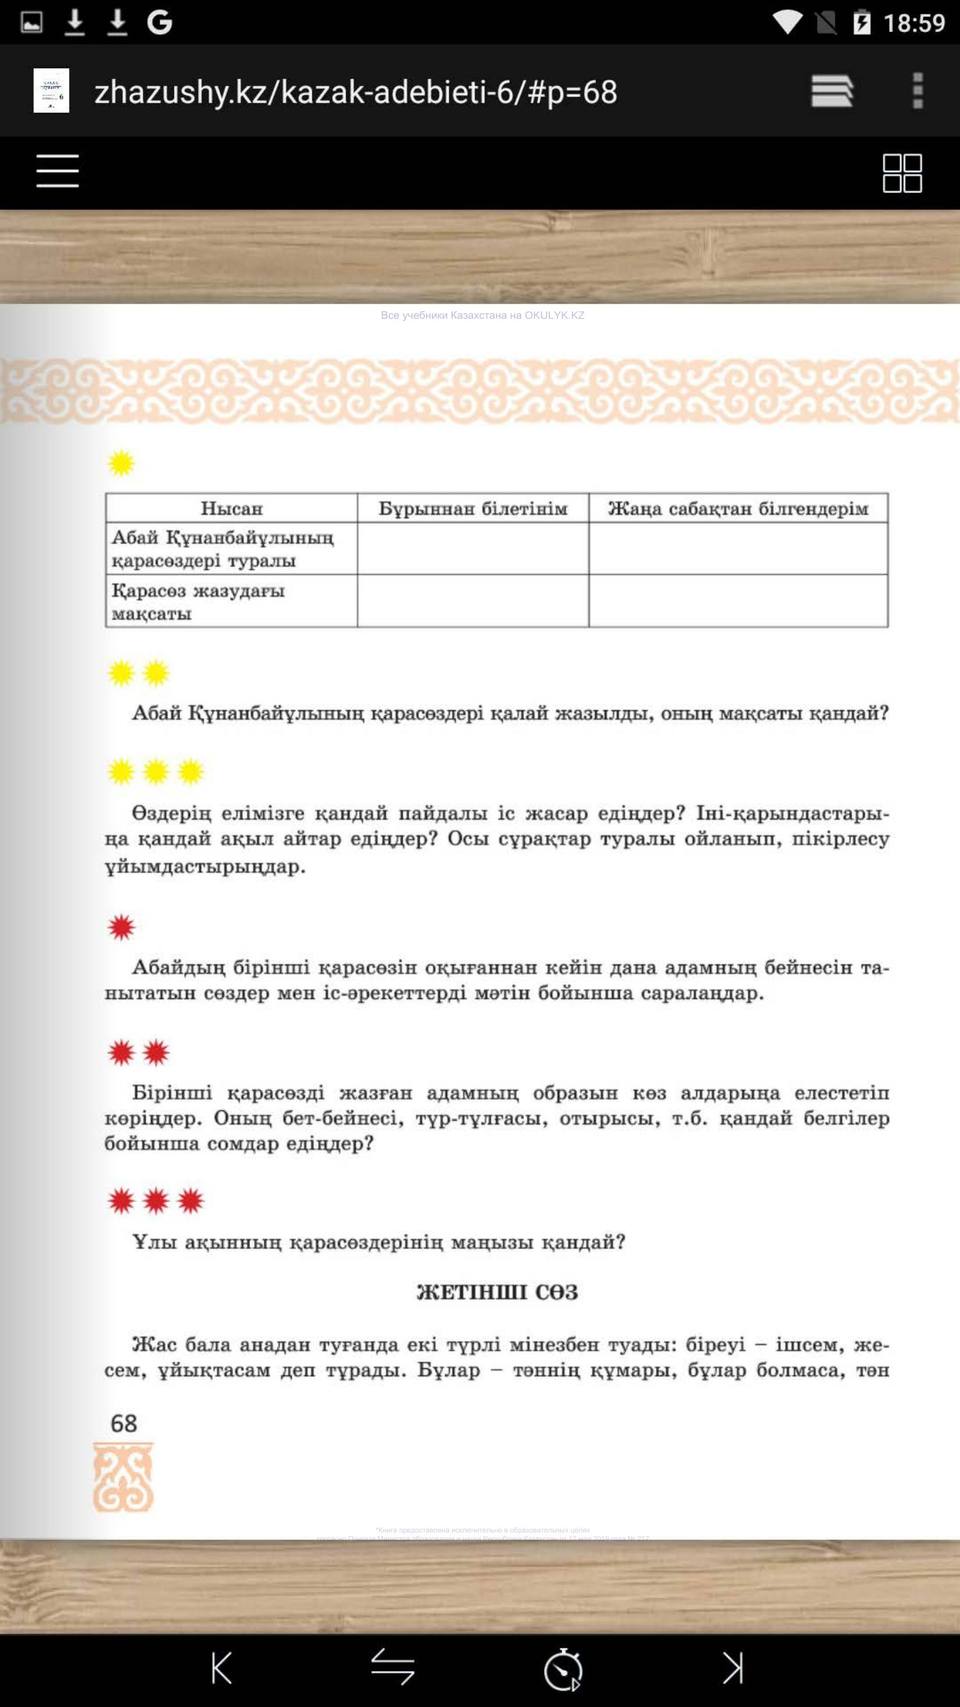 18:59
zhazushy.kz/kazak-adebieti-6/#p=68
Все учебники Казахстана на OKULYK.KZ
Нысан Бұрыннан білетінім Жаңа сабақтан білгендерім
Абай Құнанбайұлының
қарасөздері туралы
Қарасөз жазудағы
мақсаты
Абай Құнанбайұлының қарасөздері қалай жазылды, оның мақсаты қандай?
Өздерің елімізге қандай пайдалы іс жасар едіңдер? Іні-қарындастары-
ңа қандай ақыл айтар едіңдер? Осы сұрақтар туралы ойланып, пікірлесу
ұйымдастырыңдар.
Абайдың бірінші қарасөзін оқығаннан кейін дана адамның бейнесін та-
нытатын сөздер мен іс-әрекеттерді мәтін бойынша саралаңдар.
Бірінші қарасөзді жазған адамның образын көз алдарыңа елестетіп
көріңдер. Оның бет-бейнесі, түр-тұлғасы, отырысы, т.б. қандай белгілер
бойынша сомдар едіңдер?
Ұлы ақынның қарасөздерінің маңызы қандай?
ЖЕТІНШІ СӨЗ
Жас бала анадан туғанда екі түрлі мінезбен туады: біреуі – ішсем, же-
сем, ұйықтасам деп тұрады. Бұлар – тәннің құмары, бұлар болмаса, тән
68
*Книга предоставлена исключительно в образовательных целях